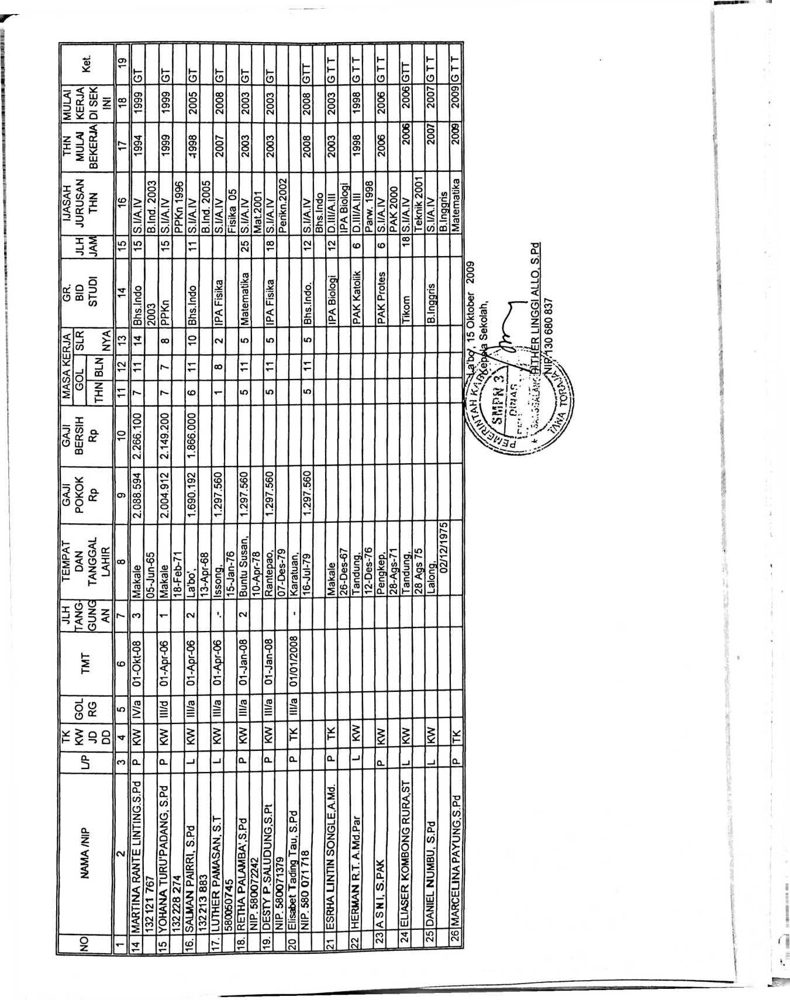 NO NAMA /NIP L/P TK KW JD DD GOL RG TMT JLH TANG-GUNG AN TEMPAT DAN TANGGAL LAHIR GAJI POKOK Rp GAJI BERSIH Rp MASA KERJA GOL THN BLN SLR NYA GR. BID STUDI JLH JAM IJASAH JURUSAN THN THN MULAI BEKERJA MULAI KERJA DI SEK INI Ket.
1 2 3 4 5 6 7 8 9 10 11 12 13 14 15 16 17 18 19
14 MARTINA RANTE LINTING.S.Pd P KW IV/a 01-Okt-08 3 Makale 2.088.594 2.266.100 7 11 14 Bhs.Indo 15 S.I/A.IV 1994 1999 GT
132 121 767 05-Jun-65 2003 B.Ind. 2003
15 YOHANA TURU'PADANG, S.Pd P KW III/d 01-Apr-06 1 Makale 2.004.912 2.149.200 7 7 8 PPKn 15 S.I/A.IV 1999 1999 GT
132 228 274 18-Feb-71 PPKn 1996
16. SALMAN PAIRRI, S.Pd L KW III/a 01-Apr-06 2 La'bo', 1.690.192 1.866.000 6 11 10 Bhs.Indo 11 S.I/A.IV 1998 2005 GT
132 213 883 13-Apr-68 B.Ind. 2005
17. LUTHER PAMASAN, S.T L KW III/a 01-Apr-06 .- Issong, 1.297.560 1 8 2 IPA Fisika S.I/A.IV 2007 2008 GT
580050745 15-Jan-76 Fisika 05
18. RETHA PALAMBA',S.Pd P KW III/a 01-Jan-08 2 Buntu Susan, 1.297.560 5 11 5 Matematika 25 S.I/A.IV 2003 2003 GT
NIP. 580072242 10-Apr-78 Mat.2001
19. DESTY P.SALUDUNG,S.Pt P KW III/a 01-Jan-08 Rantepao, 1.297.560 5 11 5 IPA Fisika 18 S.I/A.IV 2003 2003 GT
NIP. 580071379 07-Des-79 Perikn.2002
20 Elisabet Tading Tau, S.Pd P TK III/a 01/01/2008 - Karatuan,
NIP. 580 071 718 16-Jul-79 1.297.560 5 11 5 Bhs.Indo. 12 S.I/A.IV 2008 2008 GTT
Bhs.Indo
21 ESRHA LINTIN SONGLE,A.Md. P TK Makale IPA Biologi 12 D.III/A.III 2003 2003 G T T
26-Des-67 IPA Biologi
22 HERMAN R.T. A.Md.Par L KW Tandung, PAK Katolik 6 D.III/A.III 1998 1998 G T T
12-Des-76 Parw. 1998
23 A S N I, S.PAK P KW Pengkep, PAK Protes 6 S.I/A.IV 2006 2006 G T T
28-Ags-71 PAK 2000
24 ELIASER KOMBONG RURA,ST L KW Tandung, Tikom 18 S.I/A.IV 2006 2006 GTT
28 Ags 75 Teknik 2001
25 DANIEL NUMBU, S.Pd L KW Lalong, B.Inggris S.I/A.IV 2007 2007 G T T
02/12/1975 B.Inggris
26 MARCELINA PAYUNG,S.Pd P TK Matematika 2009 2009 G T T
La'bo', 15 Oktober 2009
Kepala Sekolah,
PEMERINTAH KAB
SMPN 3
DINAS
SANGGALANGI
TANA TORAJA
PITHER LINGGI ALLO, S.Pd
NIP. 130 680 837